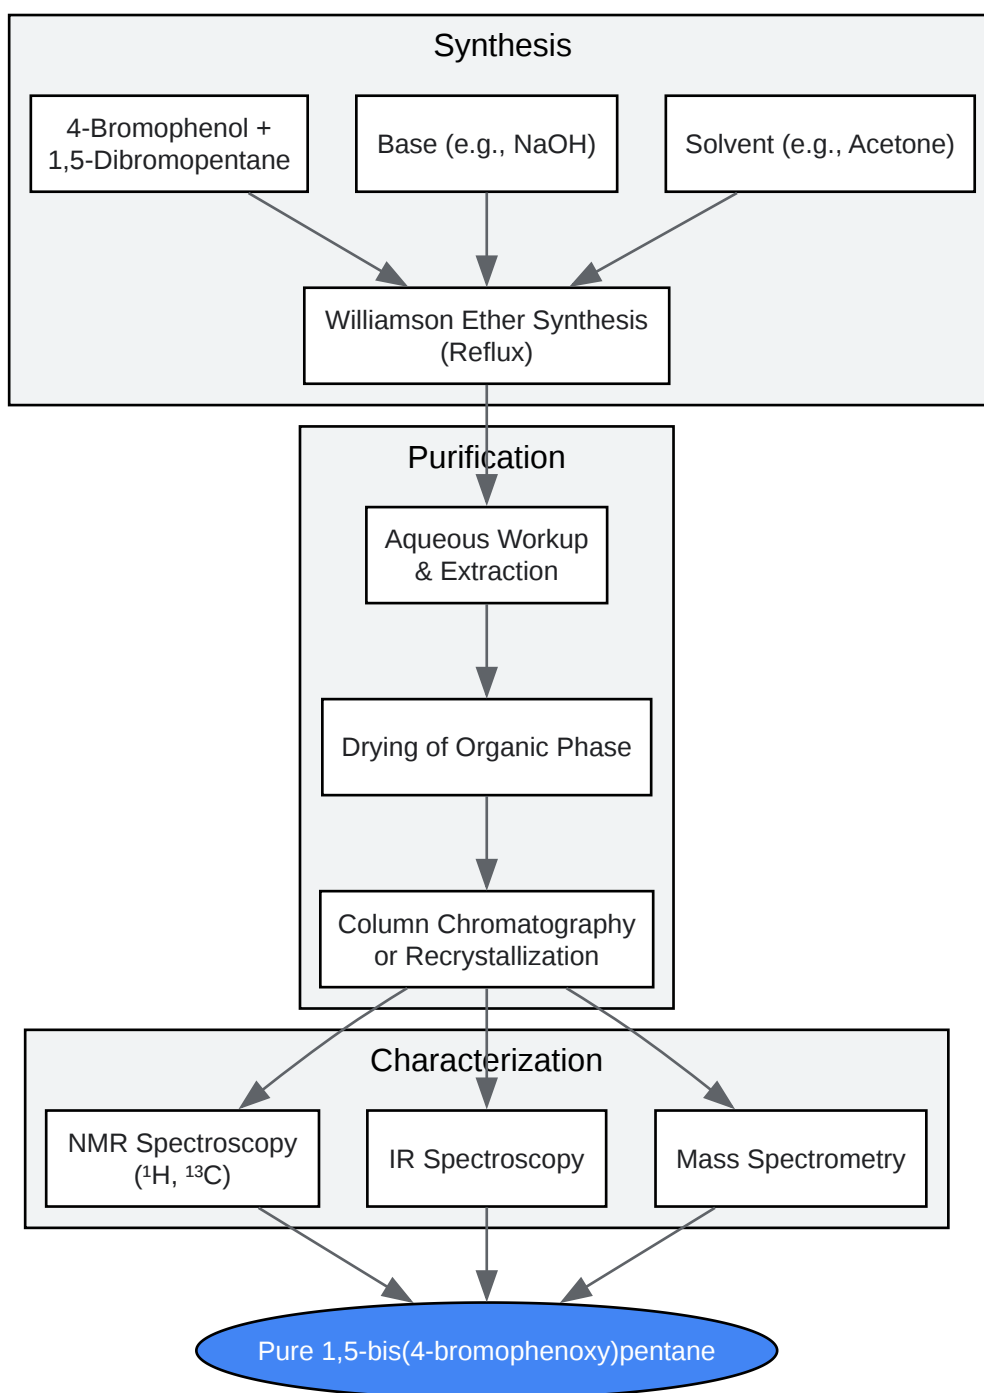 Synthesis
4-Bromophenol +
1,5-Dibromopentane
Base (e.g., NaOH)
Solvent (e.g., Acetone)
Williamson Ether Synthesis
(Reflux)
Purification
Aqueous Workup
& Extraction
Drying of Organic Phase
Column Chromatography
or Recrystallization
Characterization
NMR Spectroscopy
(¹H, ¹³C)
IR Spectroscopy
Mass Spectrometry
Pure 1,5-bis(4-bromophenoxy)pentane